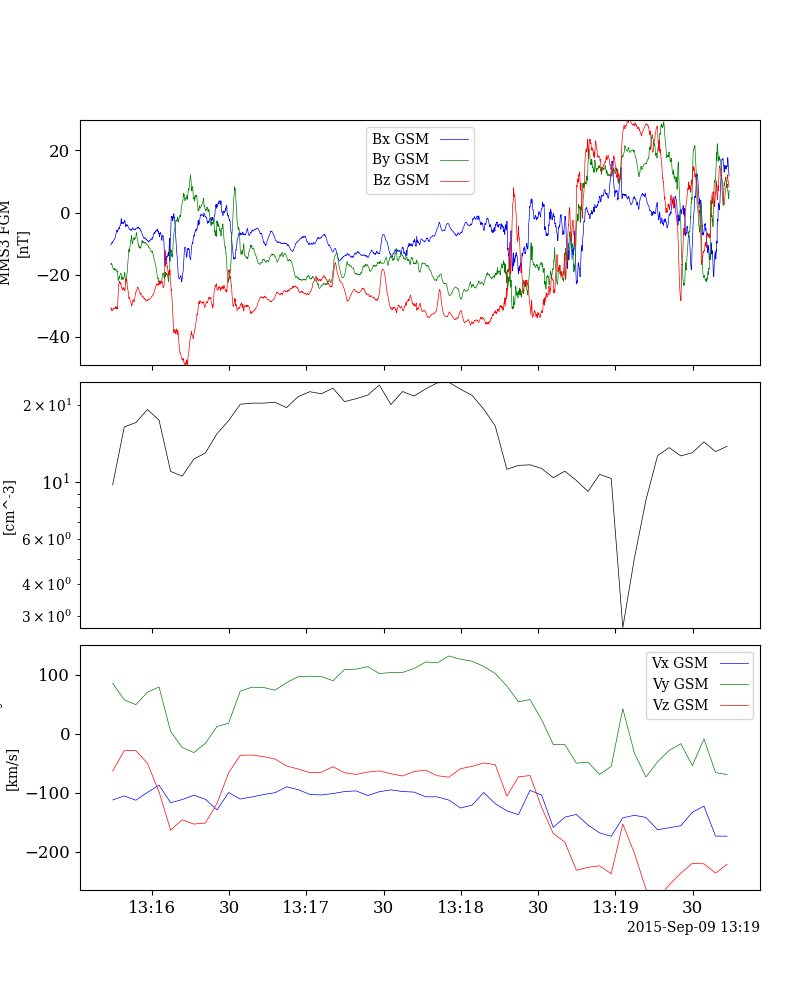 Bx GSM
By GSM
Bz GSM
20
0
−20
−40
MMS3 FGM
[nT]
2 × 10¹
10¹
6 × 10⁰
4 × 10⁰
3 × 10⁰
[cm^-3]
Vx GSM
Vy GSM
Vz GSM
100
0
−100
−200
[km/s]
13:16
30
13:17
30
13:18
30
13:19
30
2015-Sep-09 13:19